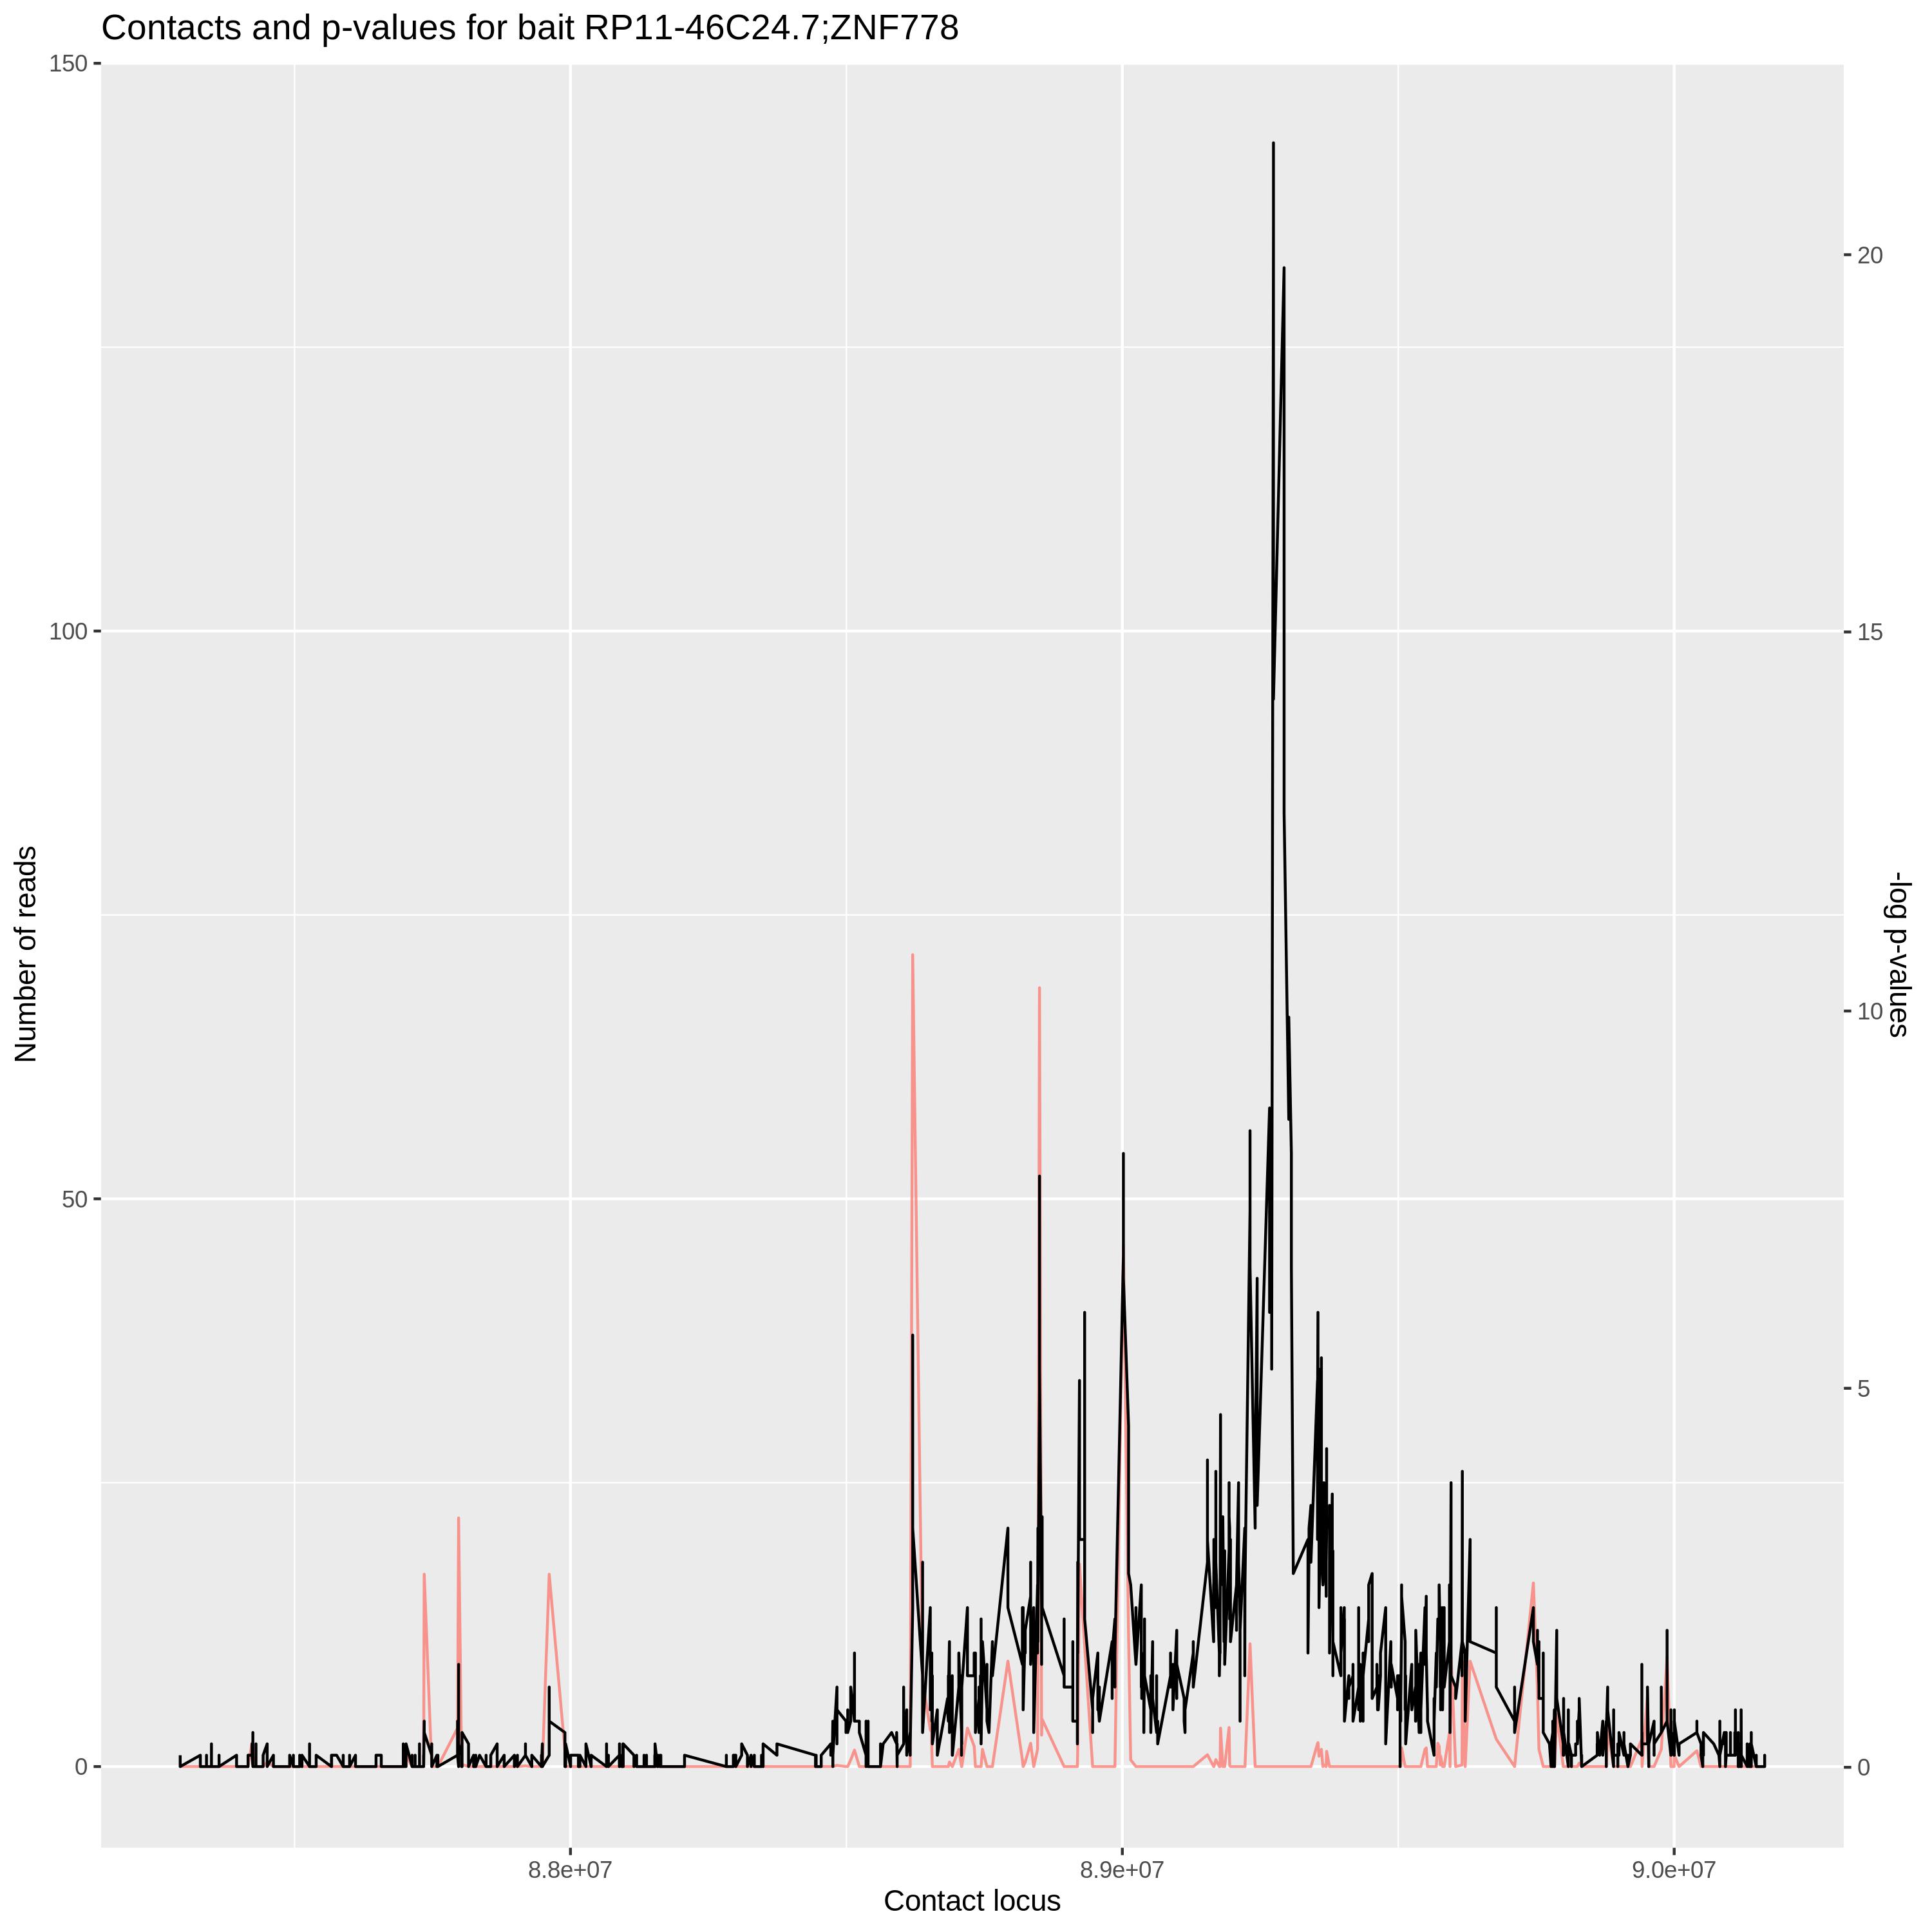 Contacts and p-values for bait RP11-46C24.7;ZNF778
150
100
50
0
Number of reads
20
15
10
5
0
-log p-values
8.8e+07
8.9e+07
9.0e+07
Contact locus